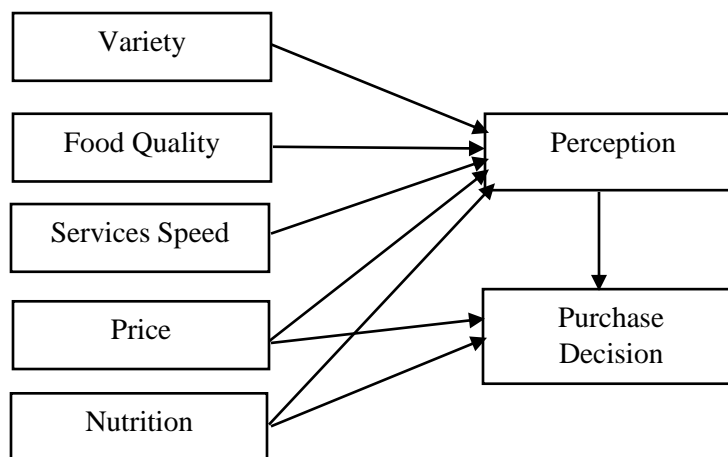 Variety
Food Quality
Services Speed
Price
Nutrition
Perception
Purchase
Decision